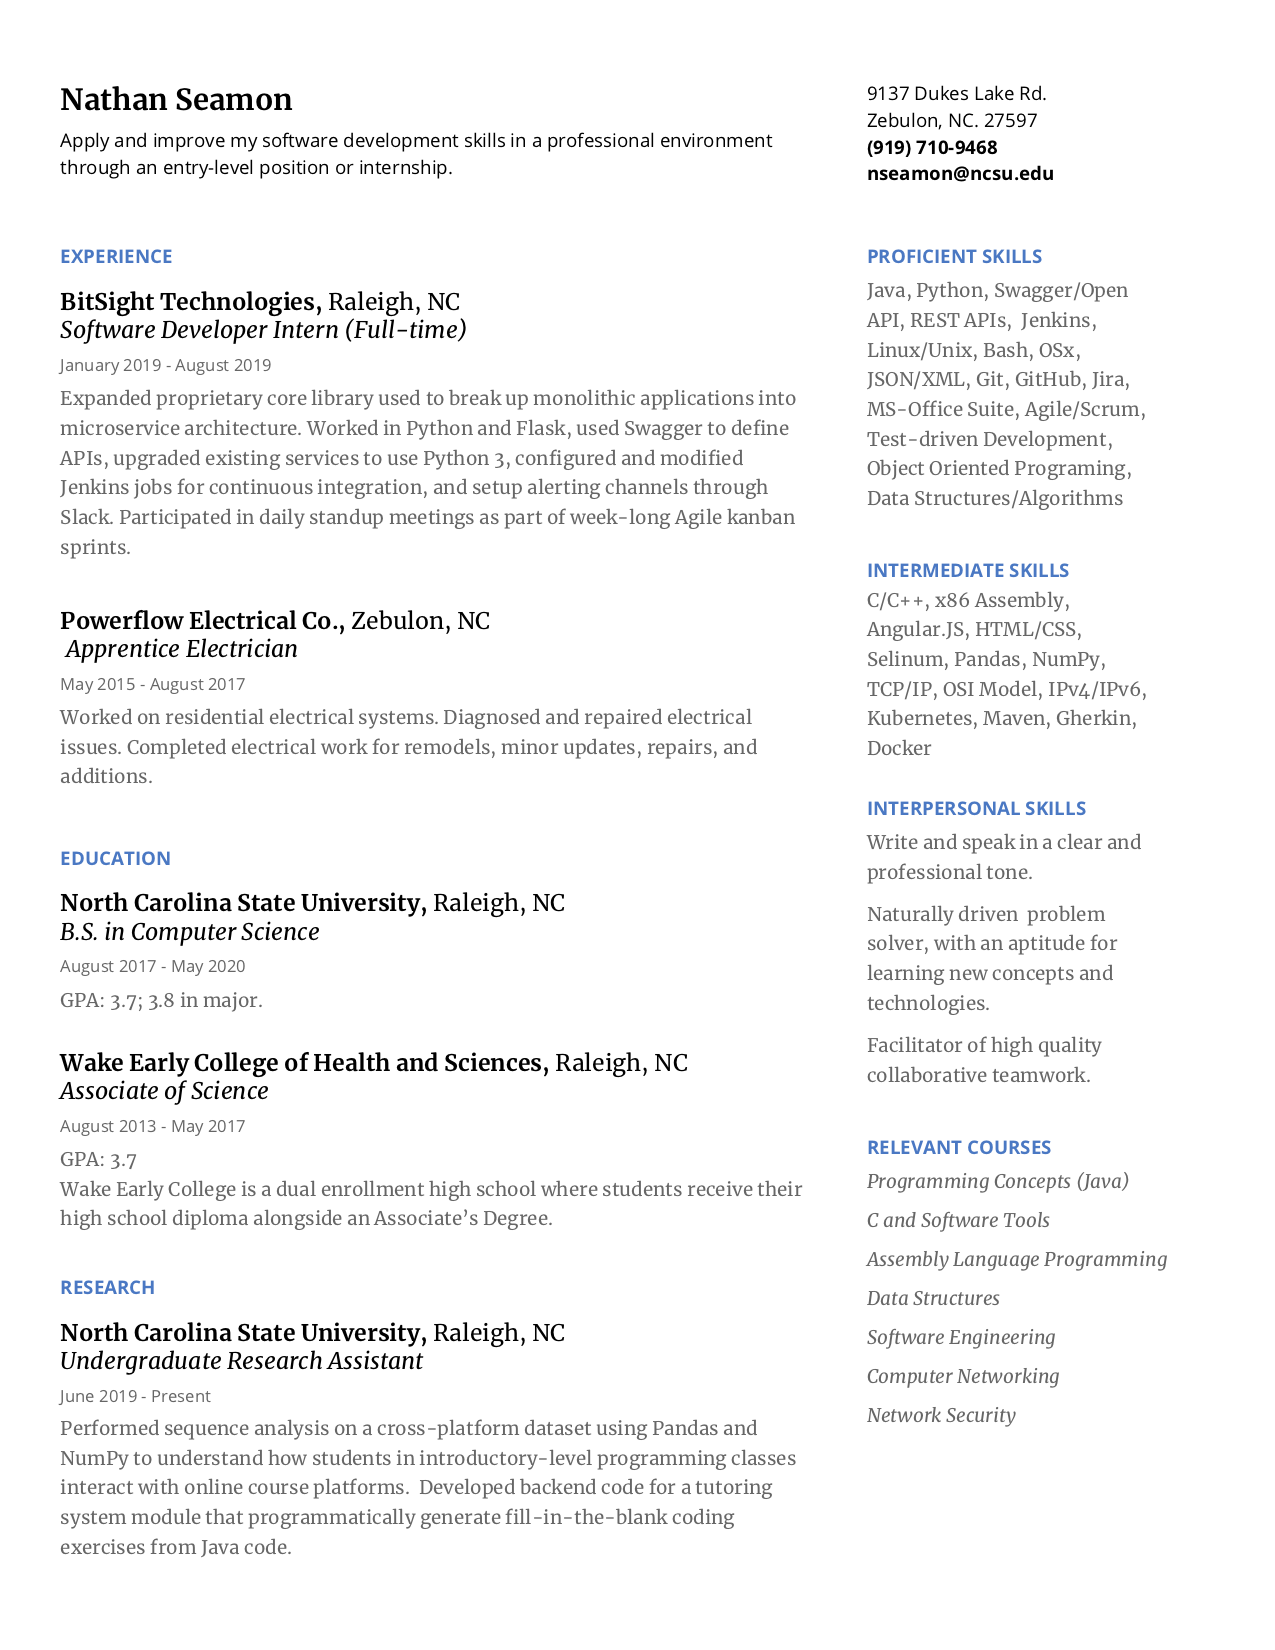 Nathan Seamon
Apply and improve my software development skills in a professional environment
through an entry-level position or internship.
9137 Dukes Lake Rd.
Zebulon, NC. 27597
(919) 710-9468
nseamon@ncsu.edu
EXPERIENCE
BitSight Technologies, Raleigh, NC
Software Developer Intern (Full-time)
January 2019 - August 2019
Expanded proprietary core library used to break up monolithic applications into
microservice architecture. Worked in Python and Flask, used Swagger to define
APIs, upgraded existing services to use Python 3, configured and modified
Jenkins jobs for continuous integration, and setup alerting channels through
Slack. Participated in daily standup meetings as part of week-long Agile kanban
sprints.
Powerflow Electrical Co., Zebulon, NC
Apprentice Electrician
May 2015 - August 2017
Worked on residential electrical systems. Diagnosed and repaired electrical
issues. Completed electrical work for remodels, minor updates, repairs, and
additions.
EDUCATION
North Carolina State University, Raleigh, NC
B.S. in Computer Science
August 2017 - May 2020
GPA: 3.7; 3.8 in major.
Wake Early College of Health and Sciences, Raleigh, NC
Associate of Science
August 2013 - May 2017
GPA: 3.7
Wake Early College is a dual enrollment high school where students receive their
high school diploma alongside an Associate’s Degree.
RESEARCH
North Carolina State University, Raleigh, NC
Undergraduate Research Assistant
June 2019 - Present
Performed sequence analysis on a cross-platform dataset using Pandas and
NumPy to understand how students in introductory-level programming classes
interact with online course platforms.  Developed backend code for a tutoring
system module that programmatically generate fill-in-the-blank coding
exercises from Java code.
PROFICIENT SKILLS
Java, Python, Swagger/Open
API, REST APIs,  Jenkins,
Linux/Unix, Bash, OSx,
JSON/XML, Git, GitHub, Jira,
MS-Office Suite, Agile/Scrum,
Test-driven Development,
Object Oriented Programing,
Data Structures/Algorithms
INTERMEDIATE SKILLS
C/C++, x86 Assembly,
Angular.JS, HTML/CSS,
Selinum, Pandas, NumPy,
TCP/IP, OSI Model, IPv4/IPv6,
Kubernetes, Maven, Gherkin,
Docker
INTERPERSONAL SKILLS
Write and speak in a clear and
professional tone.
Naturally driven  problem
solver, with an aptitude for
learning new concepts and
technologies.
Facilitator of high quality
collaborative teamwork.
RELEVANT COURSES
Programming Concepts (Java)
C and Software Tools
Assembly Language Programming
Data Structures
Software Engineering
Computer Networking
Network Security